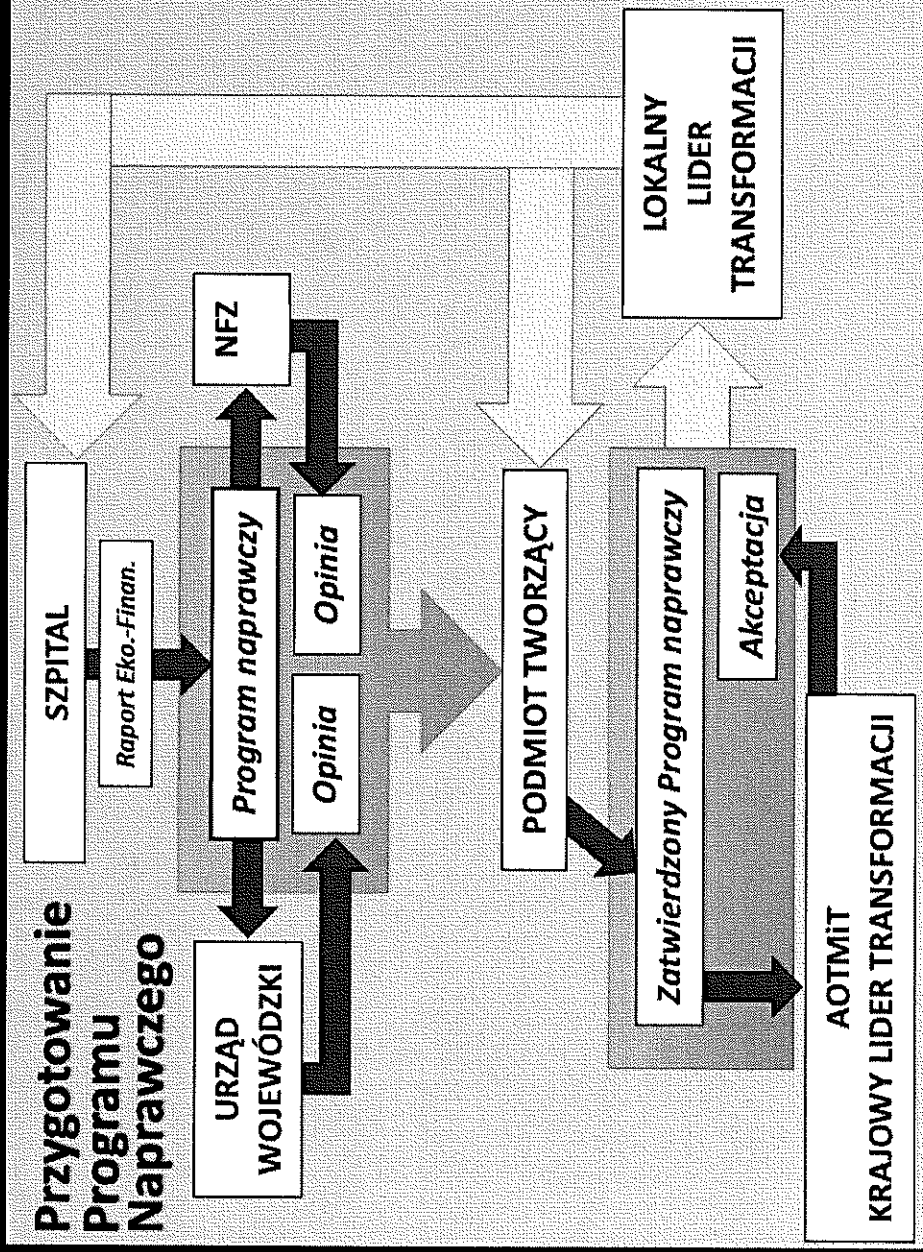 Przygotowanie
Programu
Naprawczego
SZPITAL
Raport Eko.-Finan.
URZĄD
WOJEWÓDZKI
Program naprawczy
NFZ
Opinia
Opinia
PODMIOT TWORZĄCY
Zatwierdzony Program naprawczy
Akceptacja
LOKALNY
LIDER
TRANSFORMACJI
AOTMiT
KRAJOWY LIDER TRANSFORMACJI